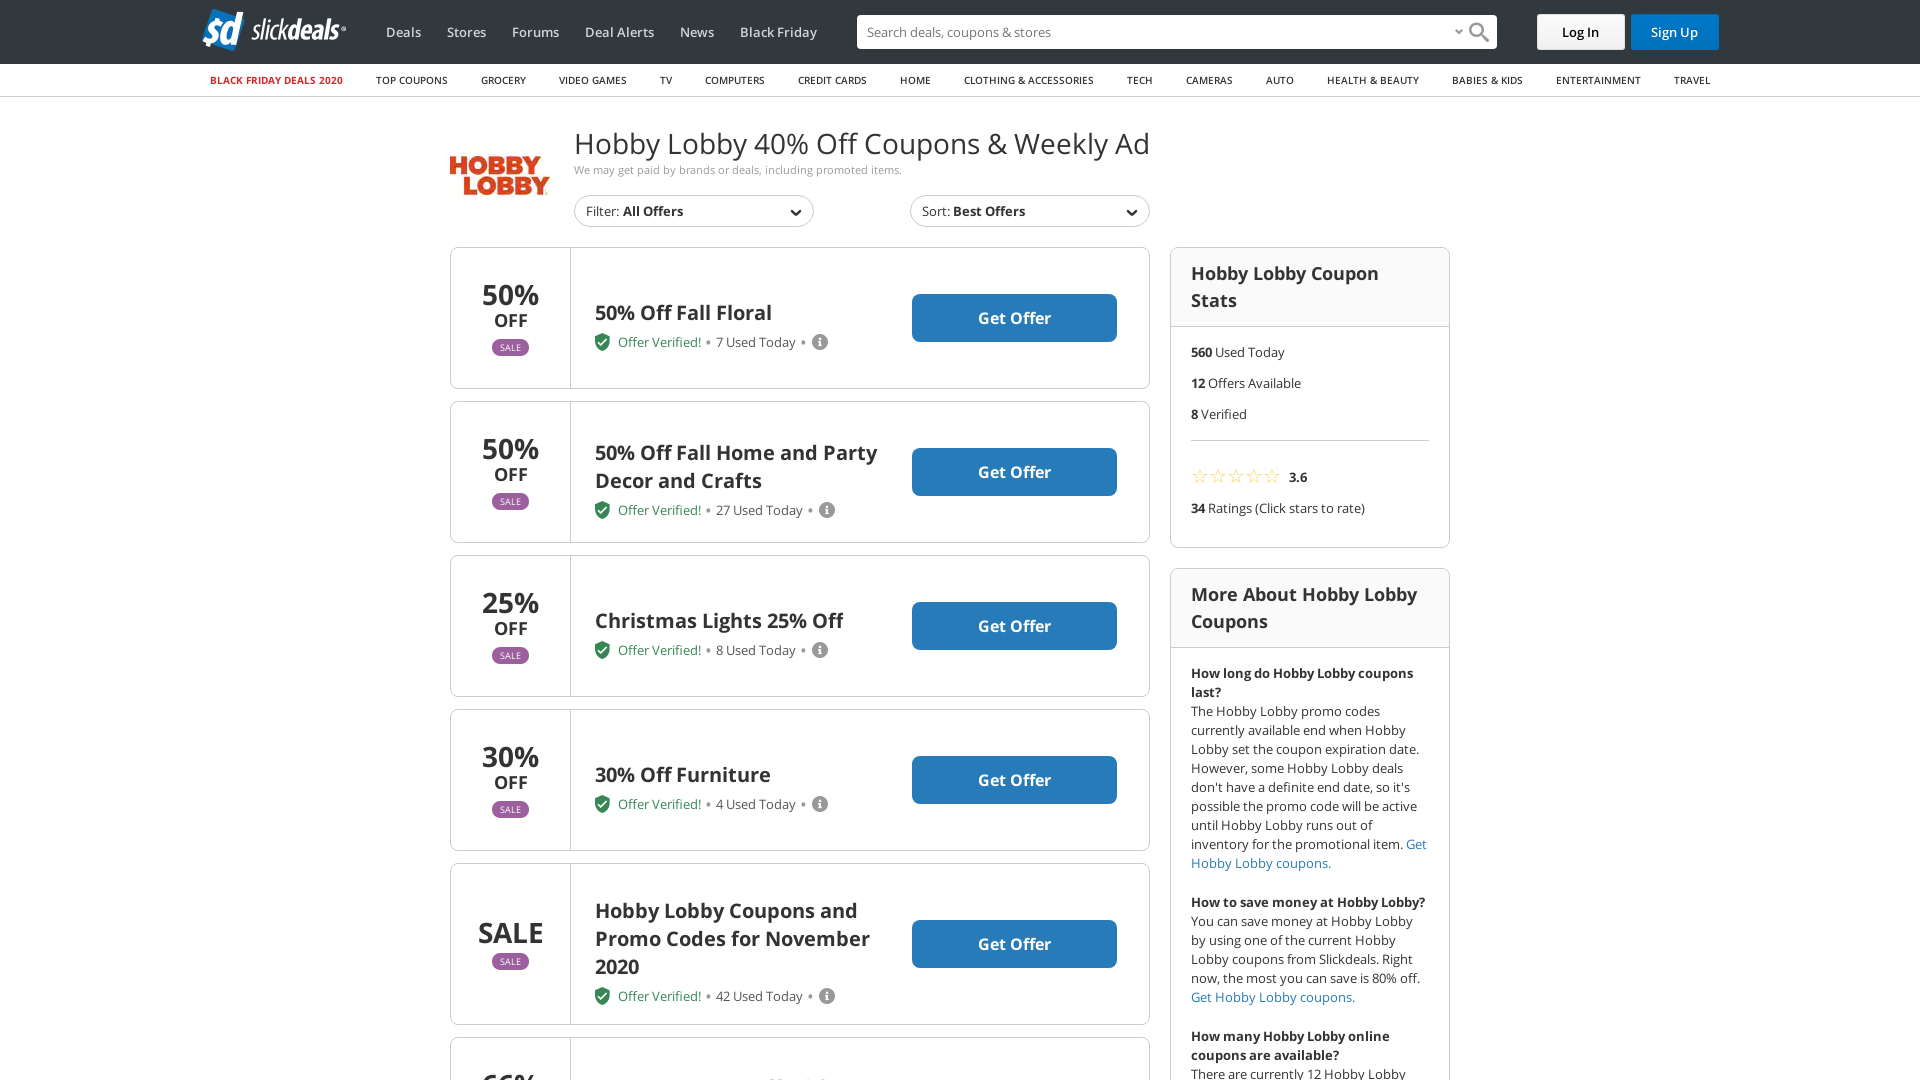 sd slickdeals
Deals Stores Forums Deal Alerts News Black Friday
Search deals, coupons & stores
Log In
Sign Up
BLACK FRIDAY DEALS 2020 TOP COUPONS GROCERY VIDEO GAMES TV COMPUTERS CREDIT CARDS HOME CLOTHING & ACCESSORIES TECH CAMERAS AUTO HEALTH & BEAUTY BABIES & KIDS ENTERTAINMENT TRAVEL
HOBBY
LOBBY
Hobby Lobby 40% Off Coupons & Weekly Ad
We may get paid by brands or deals, including promoted items.
Filter: All Offers
Sort: Best Offers
50%
OFF
SALE
50% Off Fall Floral
Offer Verified! • 7 Used Today •
Get Offer
50%
OFF
SALE
50% Off Fall Home and Party
Decor and Crafts
Offer Verified! • 27 Used Today •
Get Offer
25%
OFF
SALE
Christmas Lights 25% Off
Offer Verified! • 8 Used Today •
Get Offer
30%
OFF
SALE
30% Off Furniture
Offer Verified! • 4 Used Today •
Get Offer
SALE
SALE
Hobby Lobby Coupons and
Promo Codes for November
2020
Offer Verified! • 42 Used Today •
Get Offer
Hobby Lobby Coupon
Stats
560 Used Today
12 Offers Available
8 Verified
3.6
34 Ratings (Click stars to rate)
More About Hobby Lobby
Coupons
How long do Hobby Lobby coupons
last?
The Hobby Lobby promo codes
currently available end when Hobby
Lobby set the coupon expiration date.
However, some Hobby Lobby deals
don't have a definite end date, so it's
possible the promo code will be active
until Hobby Lobby runs out of
inventory for the promotional item. Get
Hobby Lobby coupons.
How to save money at Hobby Lobby?
You can save money at Hobby Lobby
by using one of the current Hobby
Lobby coupons from Slickdeals. Right
now, the most you can save is 80% off.
Get Hobby Lobby coupons.
How many Hobby Lobby online
coupons are available?
There are currently 12 Hobby Lobby